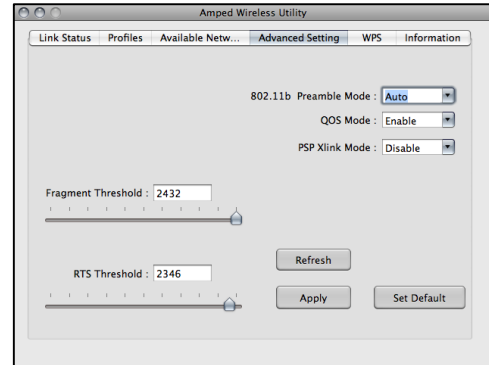 Amped Wireless Utility
Link Status Profiles Available Netw... Advanced Setting WPS Information
802.11b Preamble Mode : Auto
QOS Mode : Enable
PSP Xlink Mode : Disable
Fragment Threshold : 2432
Refresh
RTS Threshold : 2346
Apply Set Default